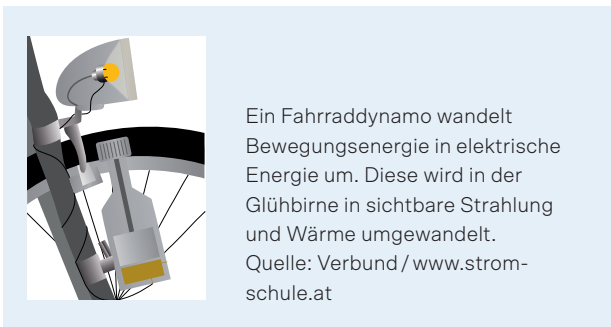 Ein Fahrraddynamo wandelt
Bewegungsenergie in elektrische
Energie um. Diese wird in der
Glühbirne in sichtbare Strahlung
und Wärme umgewandelt.
Quelle: Verbund / www.strom-
schule.at